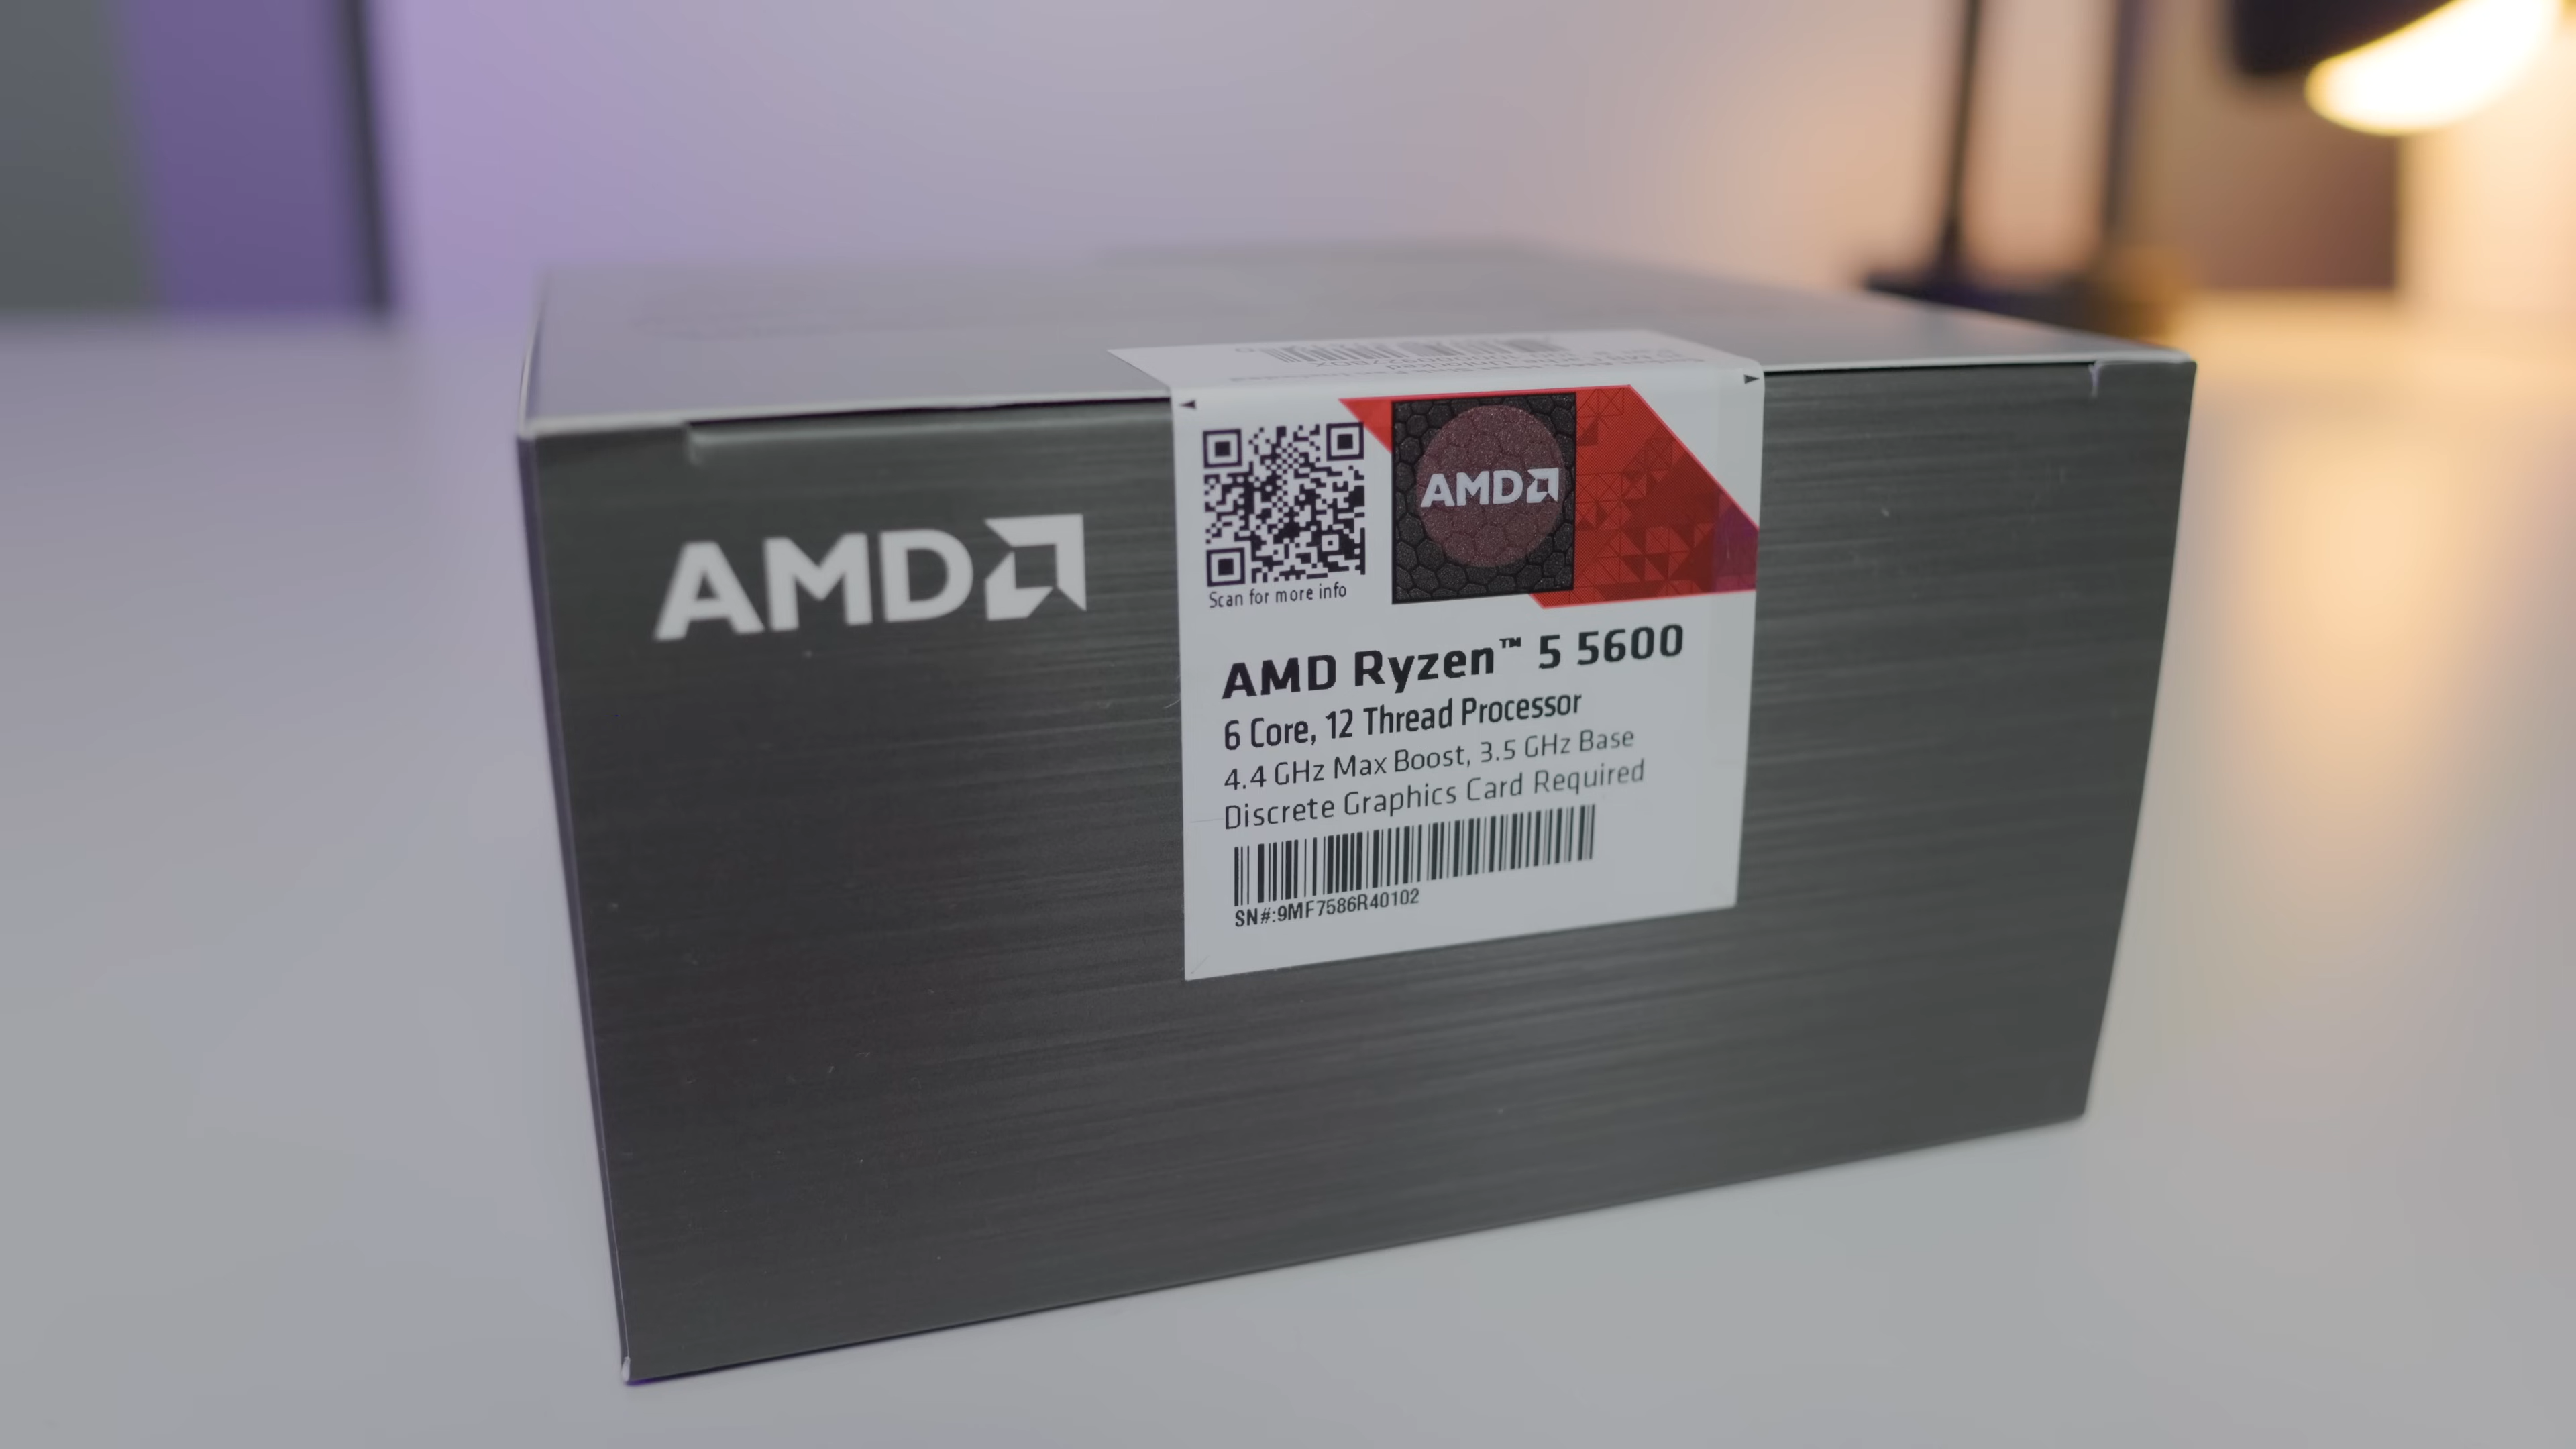 AMD
Scan for more info
AMD
AMD Ryzen™ 5 5600
6 Core, 12 Thread Processor
4.4 GHz Max Boost, 3.5 GHz Base
Discrete Graphics Card Required
SN#:9MF7586R40102